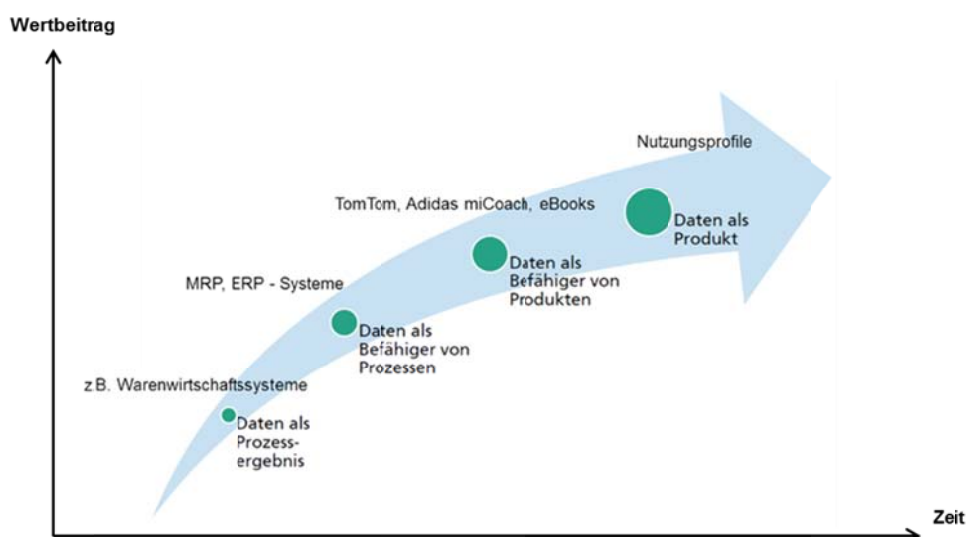 Wertbeitrag
Nutzungsprofile
TomTom, Adidas miCoach, eBooks
Daten als
Produkt
Daten als
Befähiger von
Produkten
MRP, ERP - Systeme
Daten als
Befähiger von
Prozessen
z.B. Warenwirtschaftssysteme
Daten als
Prozess-
ergebnis
Zeit